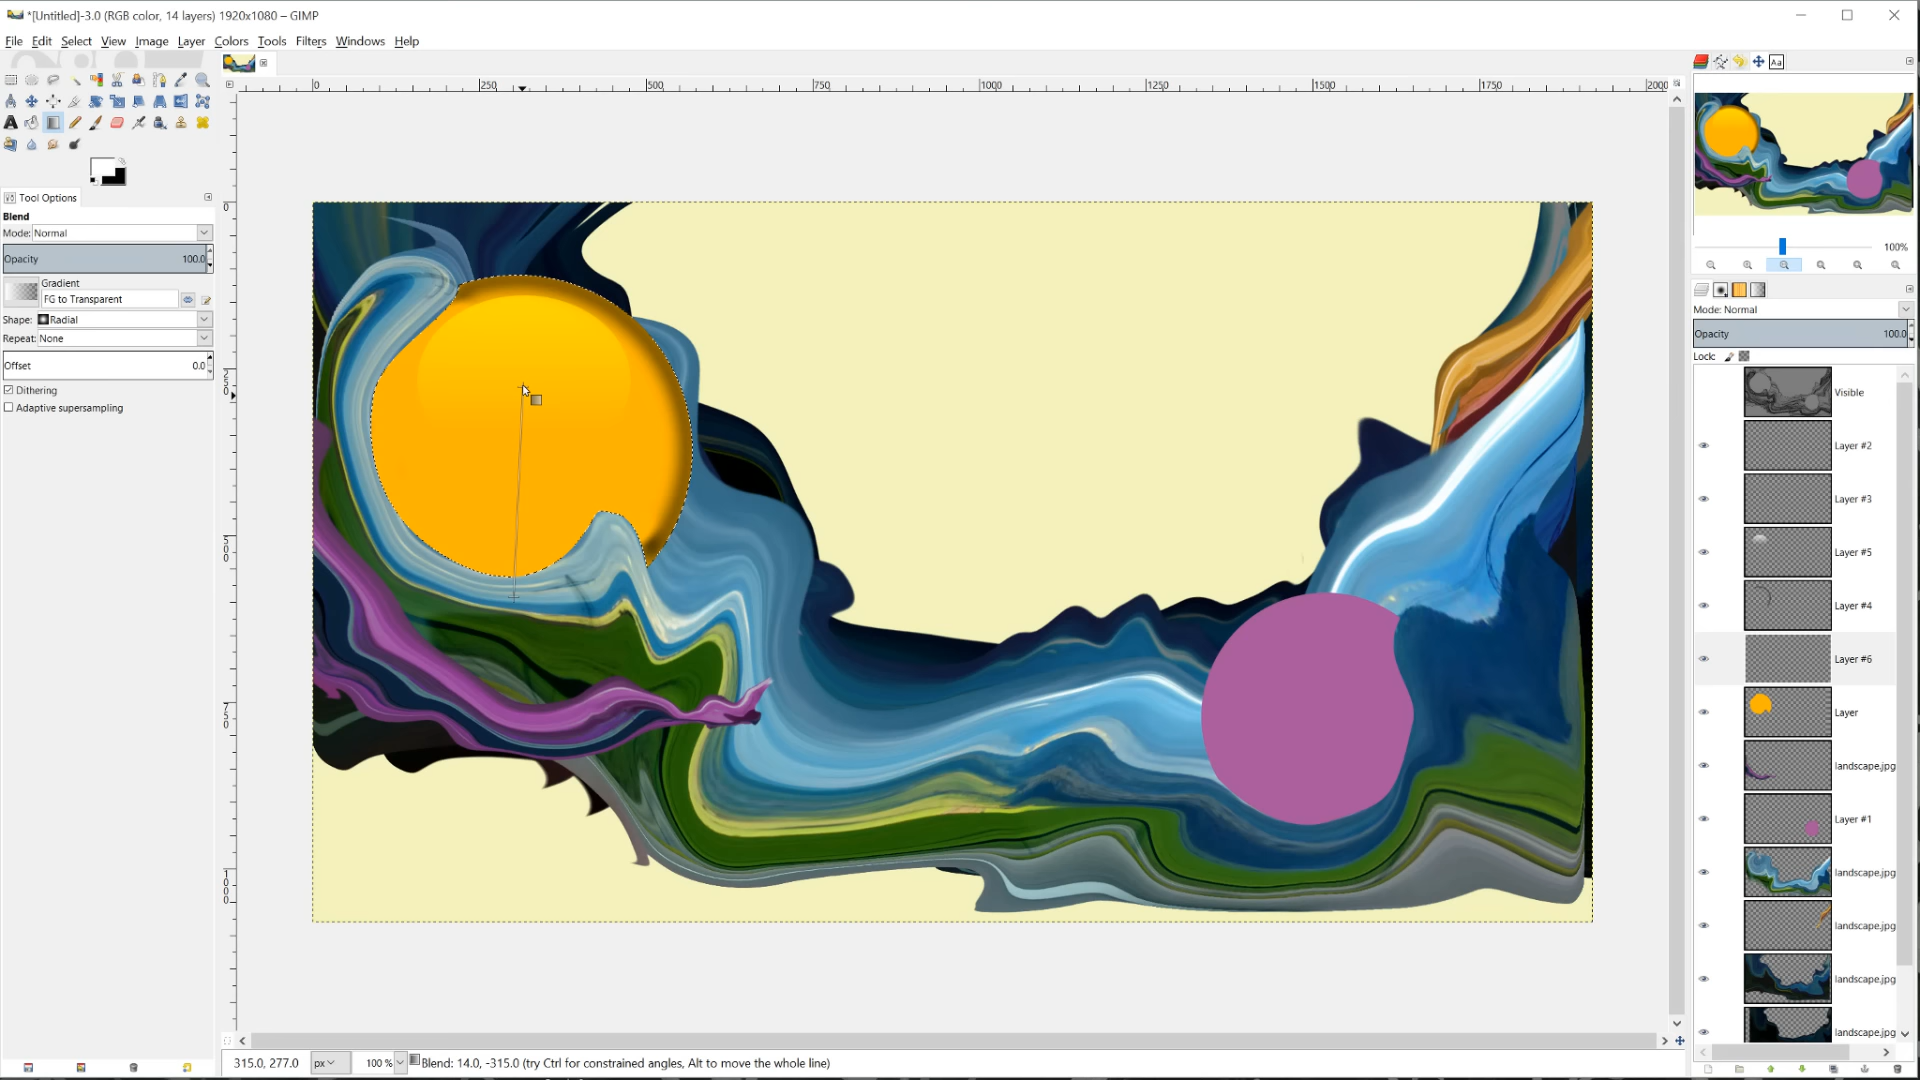 *[Untitled]-3.0 (RGB color, 14 layers) 1920x1080 – GIMP
File Edit Select View Image Layer Colors Tools Filters Windows Help
0 250 500 750 1000 1250 1500 1750 2000
Tool Options
Blend
Mode: Normal
Opacity 100.0
Gradient
FG to Transparent
Shape: Radial
Repeat: None
Offset 0.0
Dithering
Adaptive supersampling
0
250
500
750
1000
100%
Mode: Normal
Opacity 100.0
Lock:
Visible
Layer #2
Layer #3
Layer #5
Layer #4
Layer #6
Layer
landscape.jpg
Layer #1
landscape.jpg
landscape.jpg
landscape.jpg
landscape.jpg
315.0, 277.0 px 100 % Blend: 14.0, -315.0 (try Ctrl for constrained angles, Alt to move the whole line)